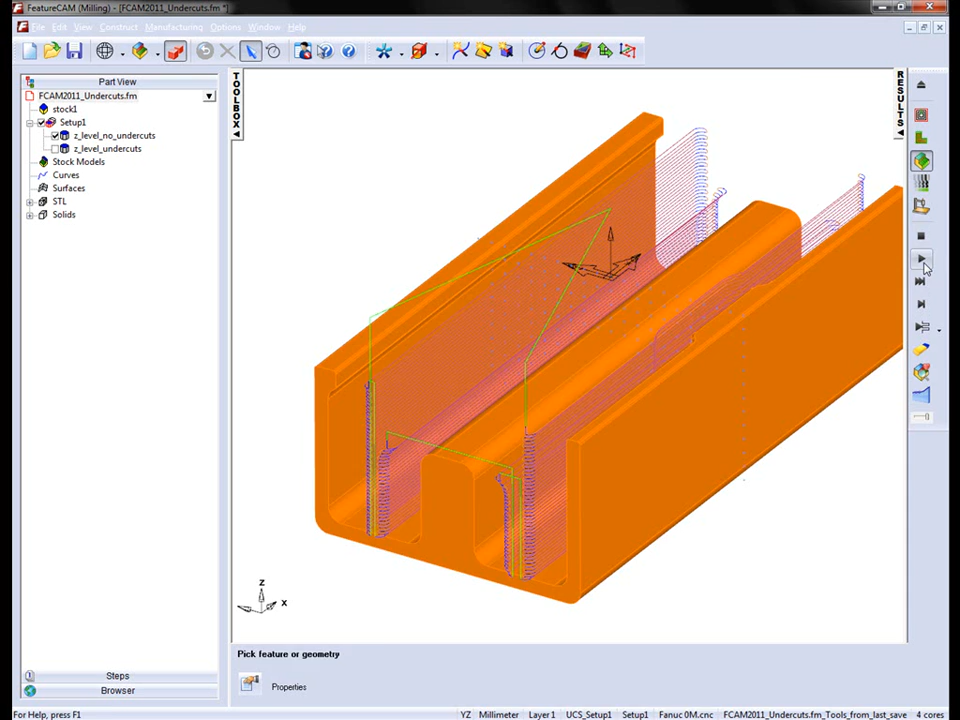 FeatureCAM (Milling) - [FCAM2011_Undercuts.fm *]
File Edit View Construct Manufacturing Options Window Help
Part View
FCAM2011_Undercuts.fm
stock1
Setup1
z_level_no_undercuts
z_level_undercuts
Stock Models
Curves
Surfaces
STL
Solids
TOOLBOX
RESULTS
Z
X
Steps
Browser
Pick feature or geometry
Properties
For Help, press F1
YZ Millimeter Layer 1 UCS_Setup1 Setup1 Fanuc 0M.cnc FCAM2011_Undercuts.fm_Tools_from_last_save 4 cores